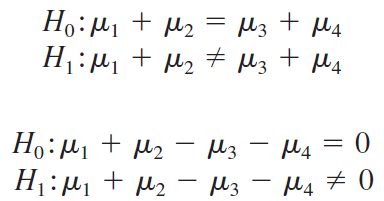 H₀:μ₁ + μ₂ = μ₃ + μ₄
H₁:μ₁ + μ₂ ≠ μ₃ + μ₄
H₀:μ₁ + μ₂ − μ₃ − μ₄ = 0
H₁:μ₁ + μ₂ − μ₃ − μ₄ ≠ 0